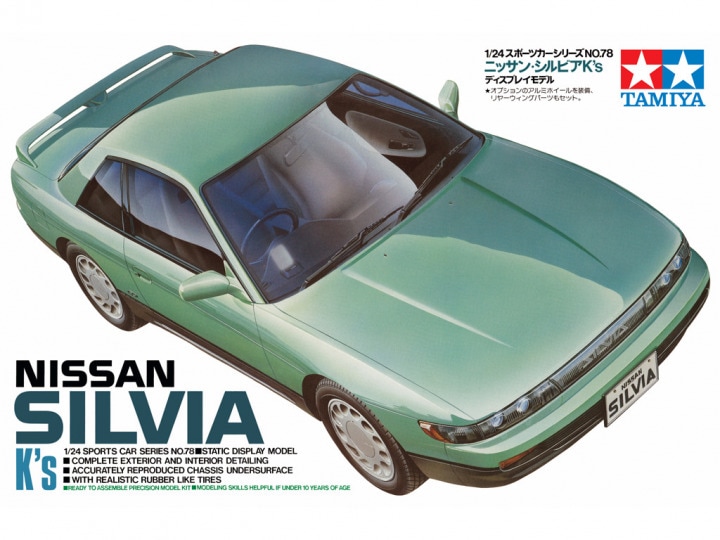 1/24 スポーツカーシリーズNO.78
ニッサン・シルビアK's
ディスプレイモデル
★オプションのアルミホイールを装備、
リヤーウィングパーツもセット。
TAMIYA
NISSAN
SILVIA
NISSAN
SILVIA
K's
1/24 SPORTS CAR SERIES NO.78■STATIC DISPLAY MODEL
■COMPLETE EXTERIOR AND INTERIOR DETAILING
■ACCURATELY REPRODUCED CHASSIS UNDERSURFACE
■WITH REALISTIC RUBBER LIKE TIRES
■READY TO ASSEMBLE PRECISION MODEL KIT■MODELING SKILLS HELPFUL IF UNDER 10 YEARS OF AGE